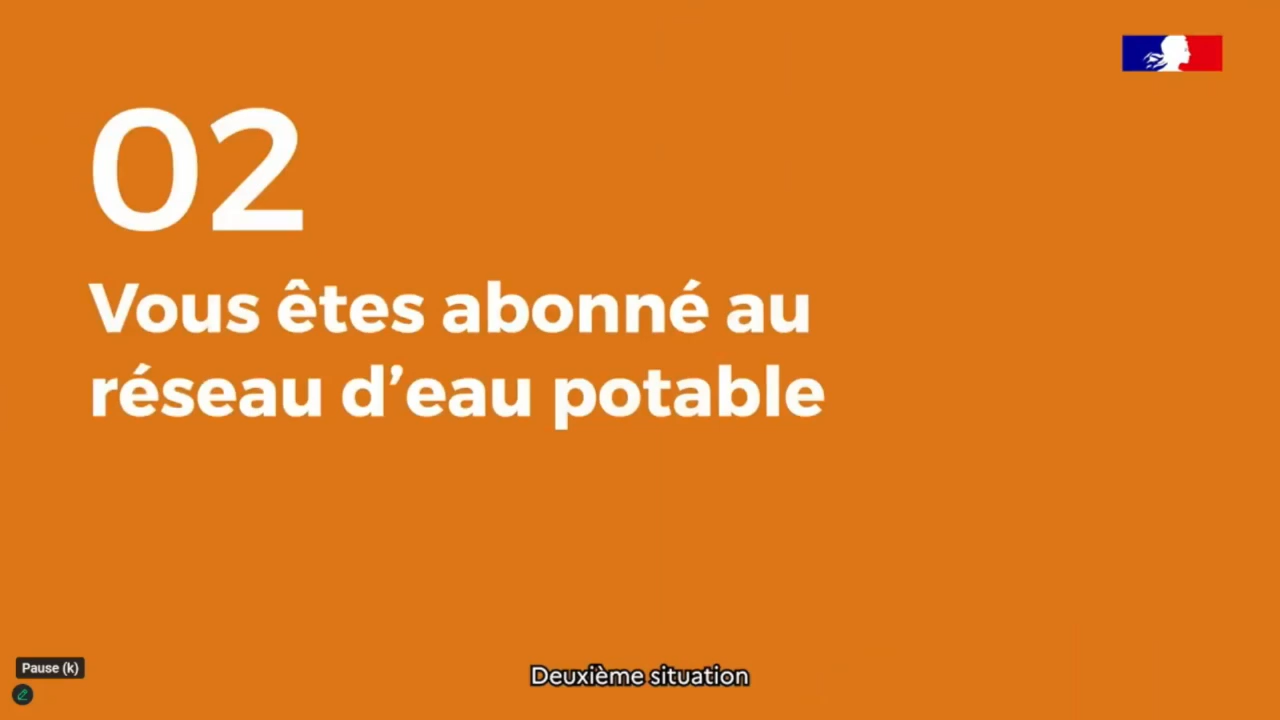 02
Vous êtes abonné au
réseau d’eau potable
Pause (k)
Deuxième situation